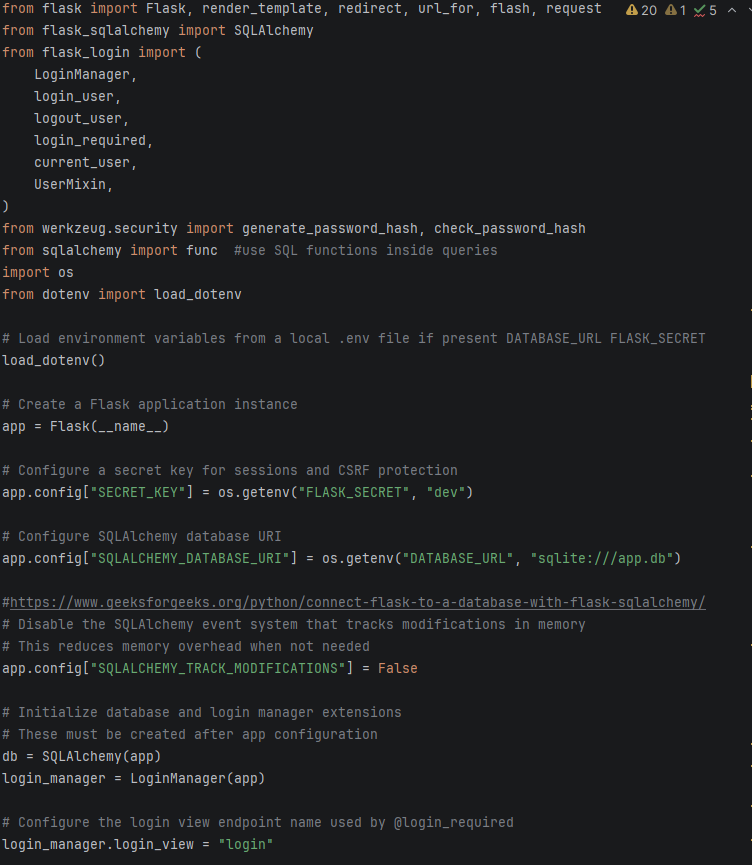 from flask import Flask, render_template, redirect, url_for, flash, request 20 1 5
from flask_sqlalchemy import SQLAlchemy
from flask_login import (
    LoginManager,
    login_user,
    logout_user,
    login_required,
    current_user,
    UserMixin,
)
from werkzeug.security import generate_password_hash, check_password_hash
from sqlalchemy import func  #use SQL functions inside queries
import os
from dotenv import load_dotenv

# Load environment variables from a local .env file if present DATABASE_URL FLASK_SECRET
load_dotenv()

# Create a Flask application instance
app = Flask(__name__)

# Configure a secret key for sessions and CSRF protection
app.config["SECRET_KEY"] = os.getenv("FLASK_SECRET", "dev")

# Configure SQLAlchemy database URI
app.config["SQLALCHEMY_DATABASE_URI"] = os.getenv("DATABASE_URL", "sqlite:///app.db")

#https://www.geeksforgeeks.org/python/connect-flask-to-a-database-with-flask-sqlalchemy/
# Disable the SQLAlchemy event system that tracks modifications in memory
# This reduces memory overhead when not needed
app.config["SQLALCHEMY_TRACK_MODIFICATIONS"] = False

# Initialize database and login manager extensions
# These must be created after app configuration
db = SQLAlchemy(app)
login_manager = LoginManager(app)

# Configure the login view endpoint name used by @login_required
login_manager.login_view = "login"